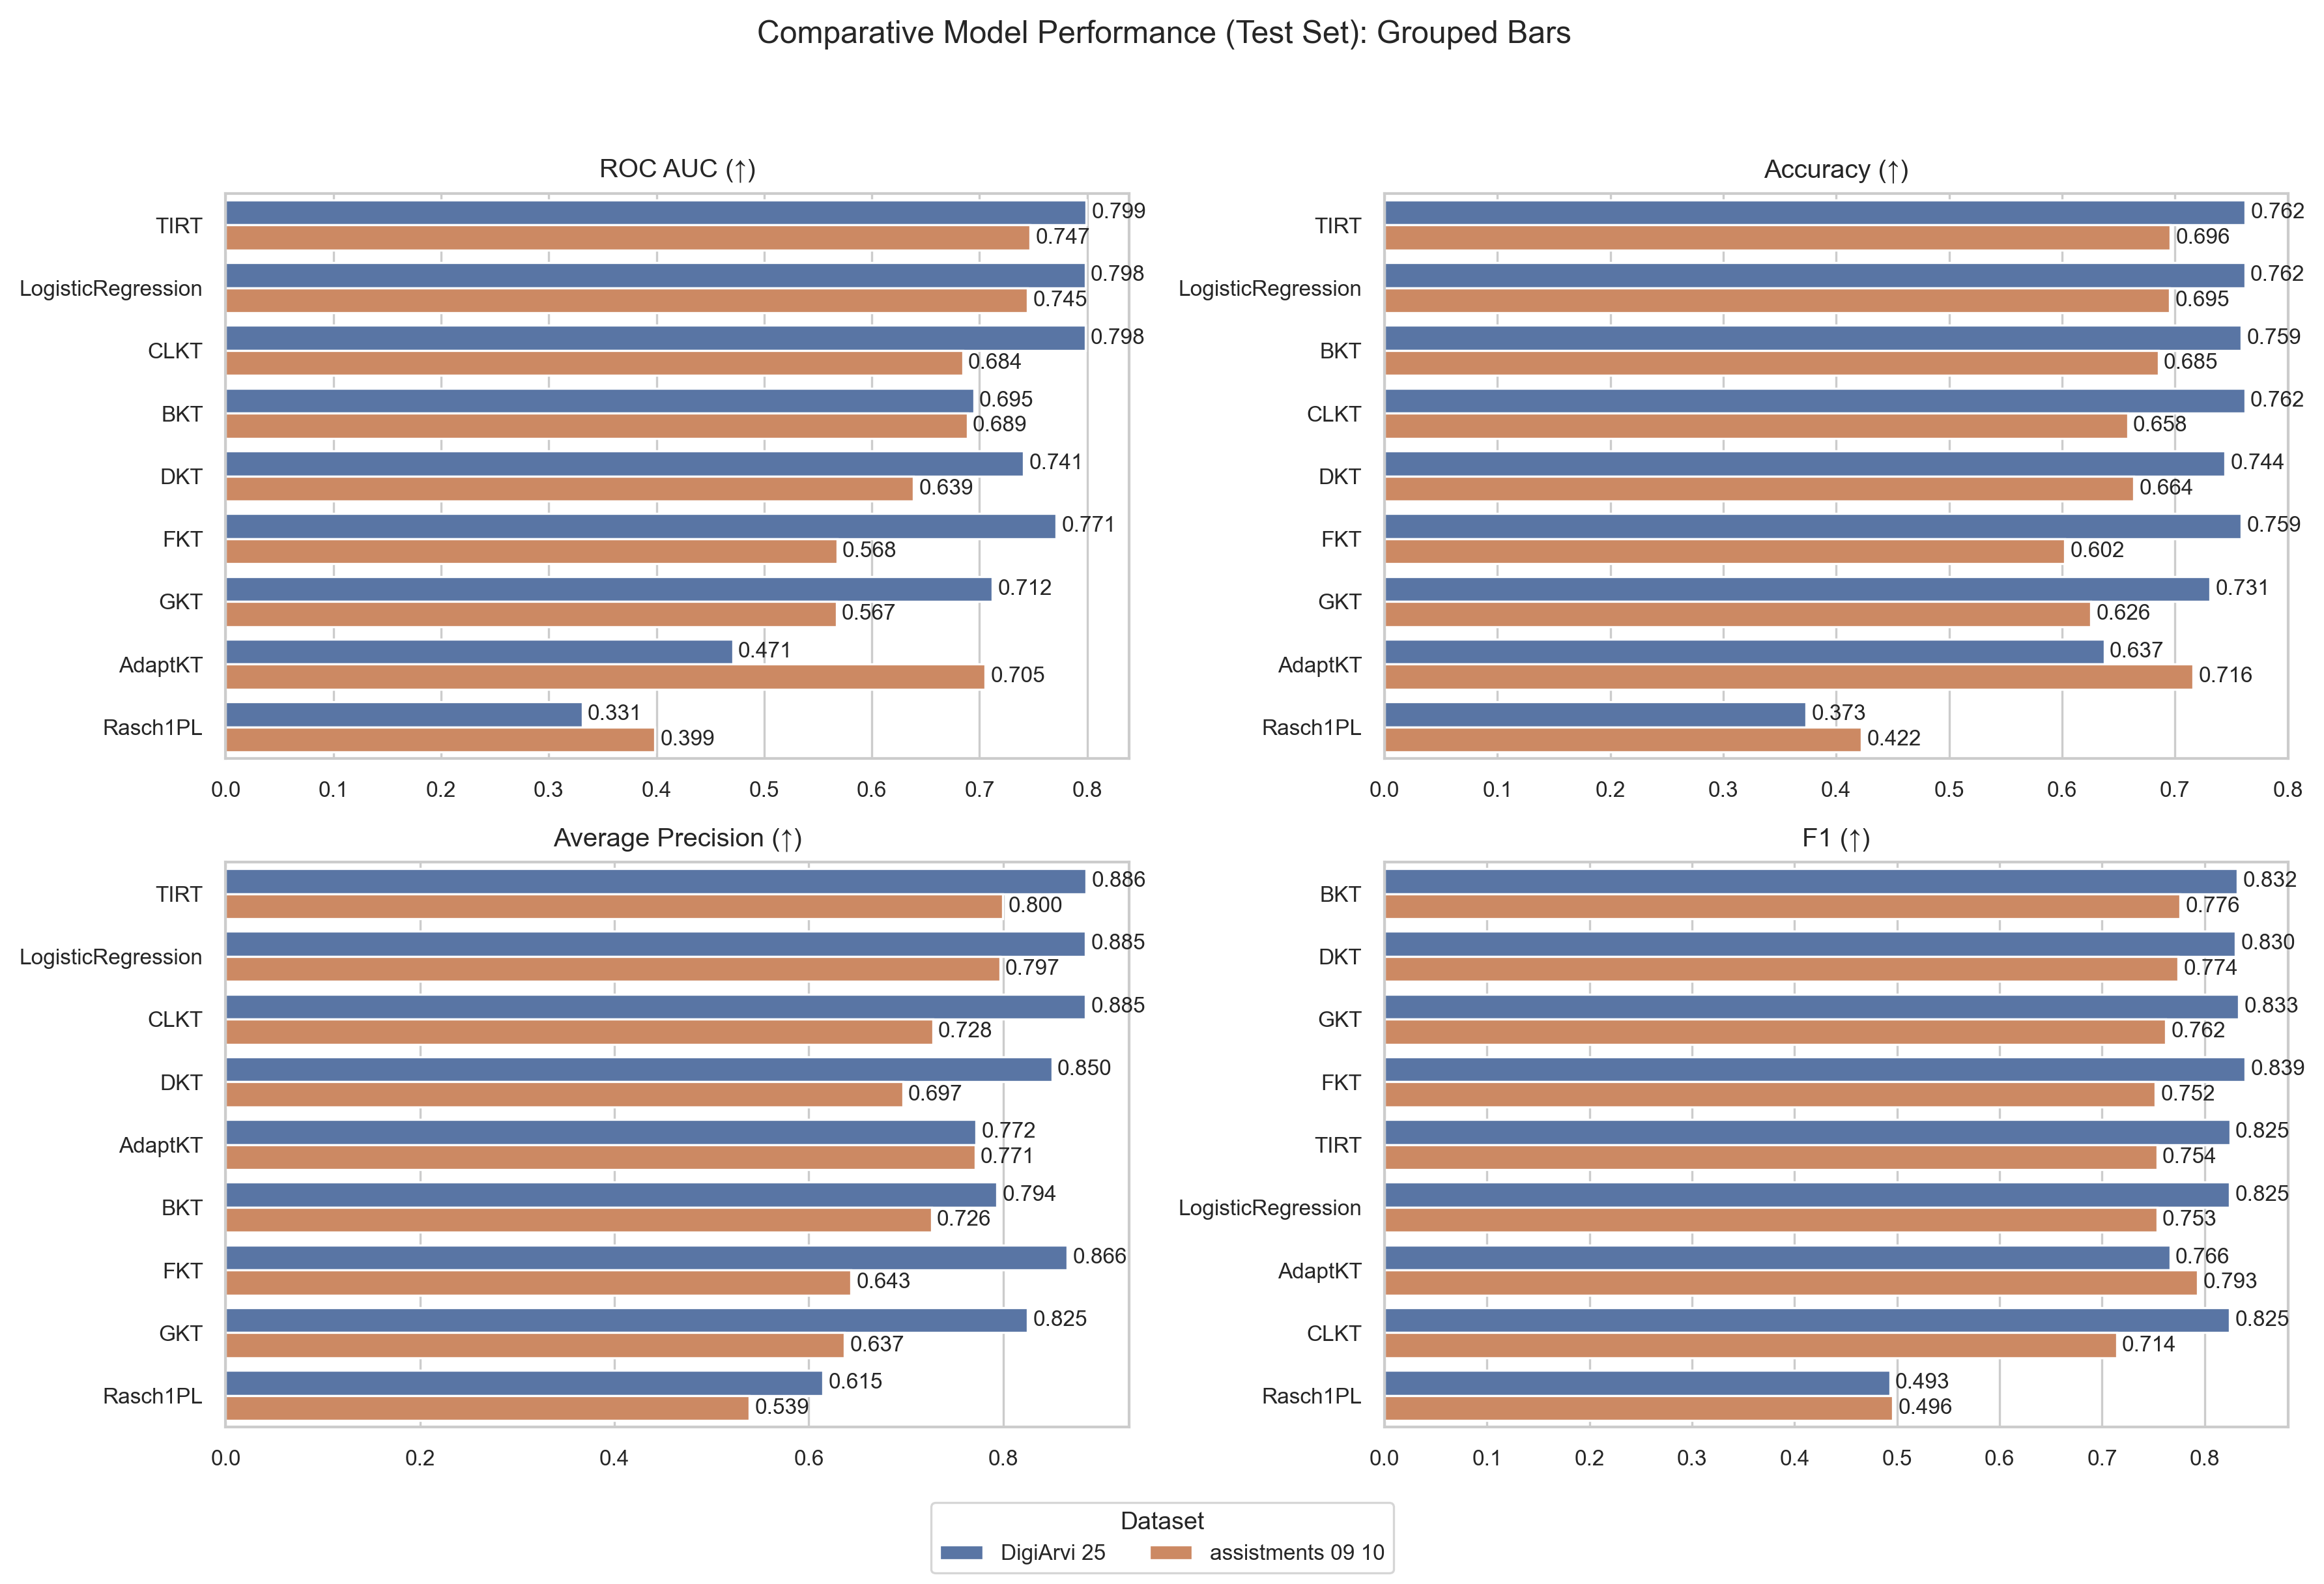 Comparative Model Performance (Test Set): Grouped Bars
ROC AUC (↑)
TIRT 0.799
0.747
LogisticRegression 0.798
0.745
CLKT 0.798
0.684
BKT 0.695
0.689
DKT 0.741
0.639
FKT 0.771
0.568
GKT 0.712
0.567
AdaptKT 0.471
0.705
Rasch1PL 0.331
0.399
0.0 0.1 0.2 0.3 0.4 0.5 0.6 0.7 0.8
Accuracy (↑)
TIRT 0.762
0.696
LogisticRegression 0.762
0.695
BKT 0.759
0.685
CLKT 0.762
0.658
DKT 0.744
0.664
FKT 0.759
0.602
GKT 0.731
0.626
AdaptKT 0.637
0.716
Rasch1PL 0.373
0.422
0.0 0.1 0.2 0.3 0.4 0.5 0.6 0.7 0.8
Average Precision (↑)
TIRT 0.886
0.800
LogisticRegression 0.885
0.797
CLKT 0.885
0.728
DKT 0.850
0.697
AdaptKT 0.772
0.771
BKT 0.794
0.726
FKT 0.866
0.643
GKT 0.825
0.637
Rasch1PL 0.615
0.539
0.0 0.2 0.4 0.6 0.8
F1 (↑)
BKT 0.832
0.776
DKT 0.830
0.774
GKT 0.833
0.762
FKT 0.839
0.752
TIRT 0.825
0.754
LogisticRegression 0.825
0.753
AdaptKT 0.766
0.793
CLKT 0.825
0.714
Rasch1PL 0.493
0.496
0.0 0.1 0.2 0.3 0.4 0.5 0.6 0.7 0.8
Dataset
DigiArvi 25 assistments 09 10